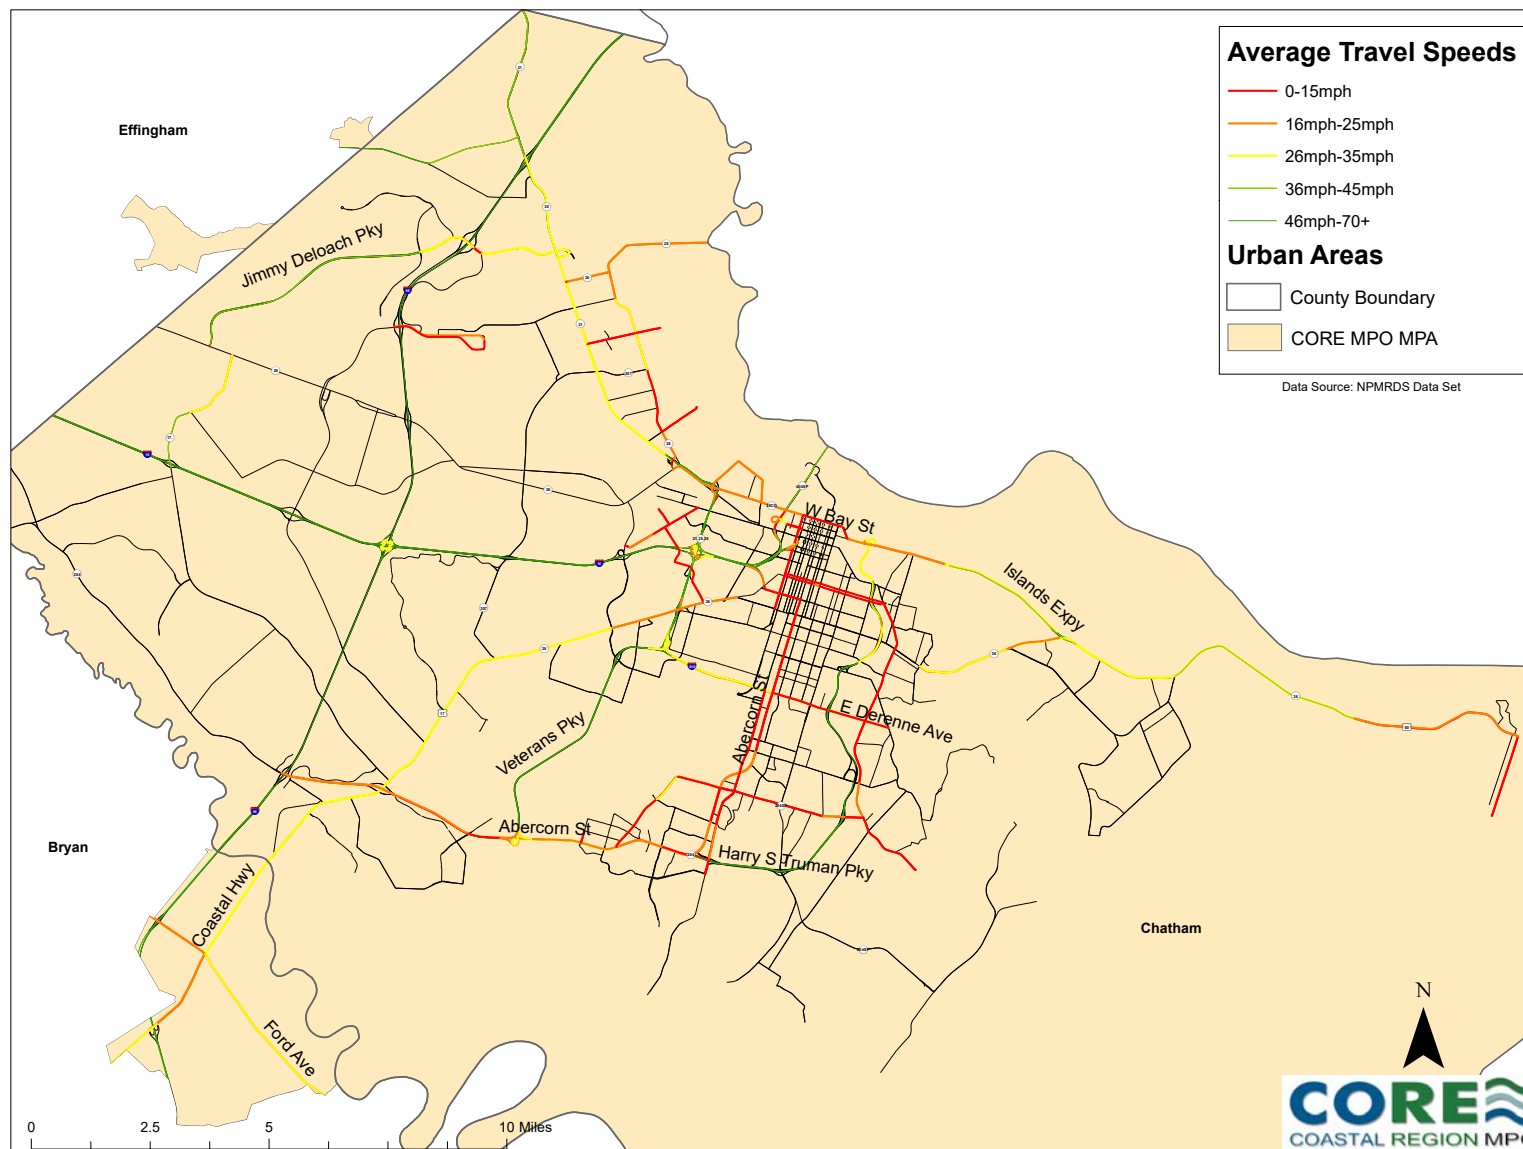 Average Travel Speeds
0-15mph
16mph-25mph
26mph-35mph
36mph-45mph
46mph-70+
Urban Areas
County Boundary
CORE MPO MPA
Data Source: NPMRDS Data Set
Effingham
Jimmy Deloach Pky
W Bay St
Islands Expy
Abercorn St
E Derenne Ave
Veterans Pky
Abercorn St
Harry S Truman Pky
Bryan
Coastal Hwy
Chatham
Ford Ave
N
0
2.5
5
10 Miles
CORE
COASTAL REGION MPO